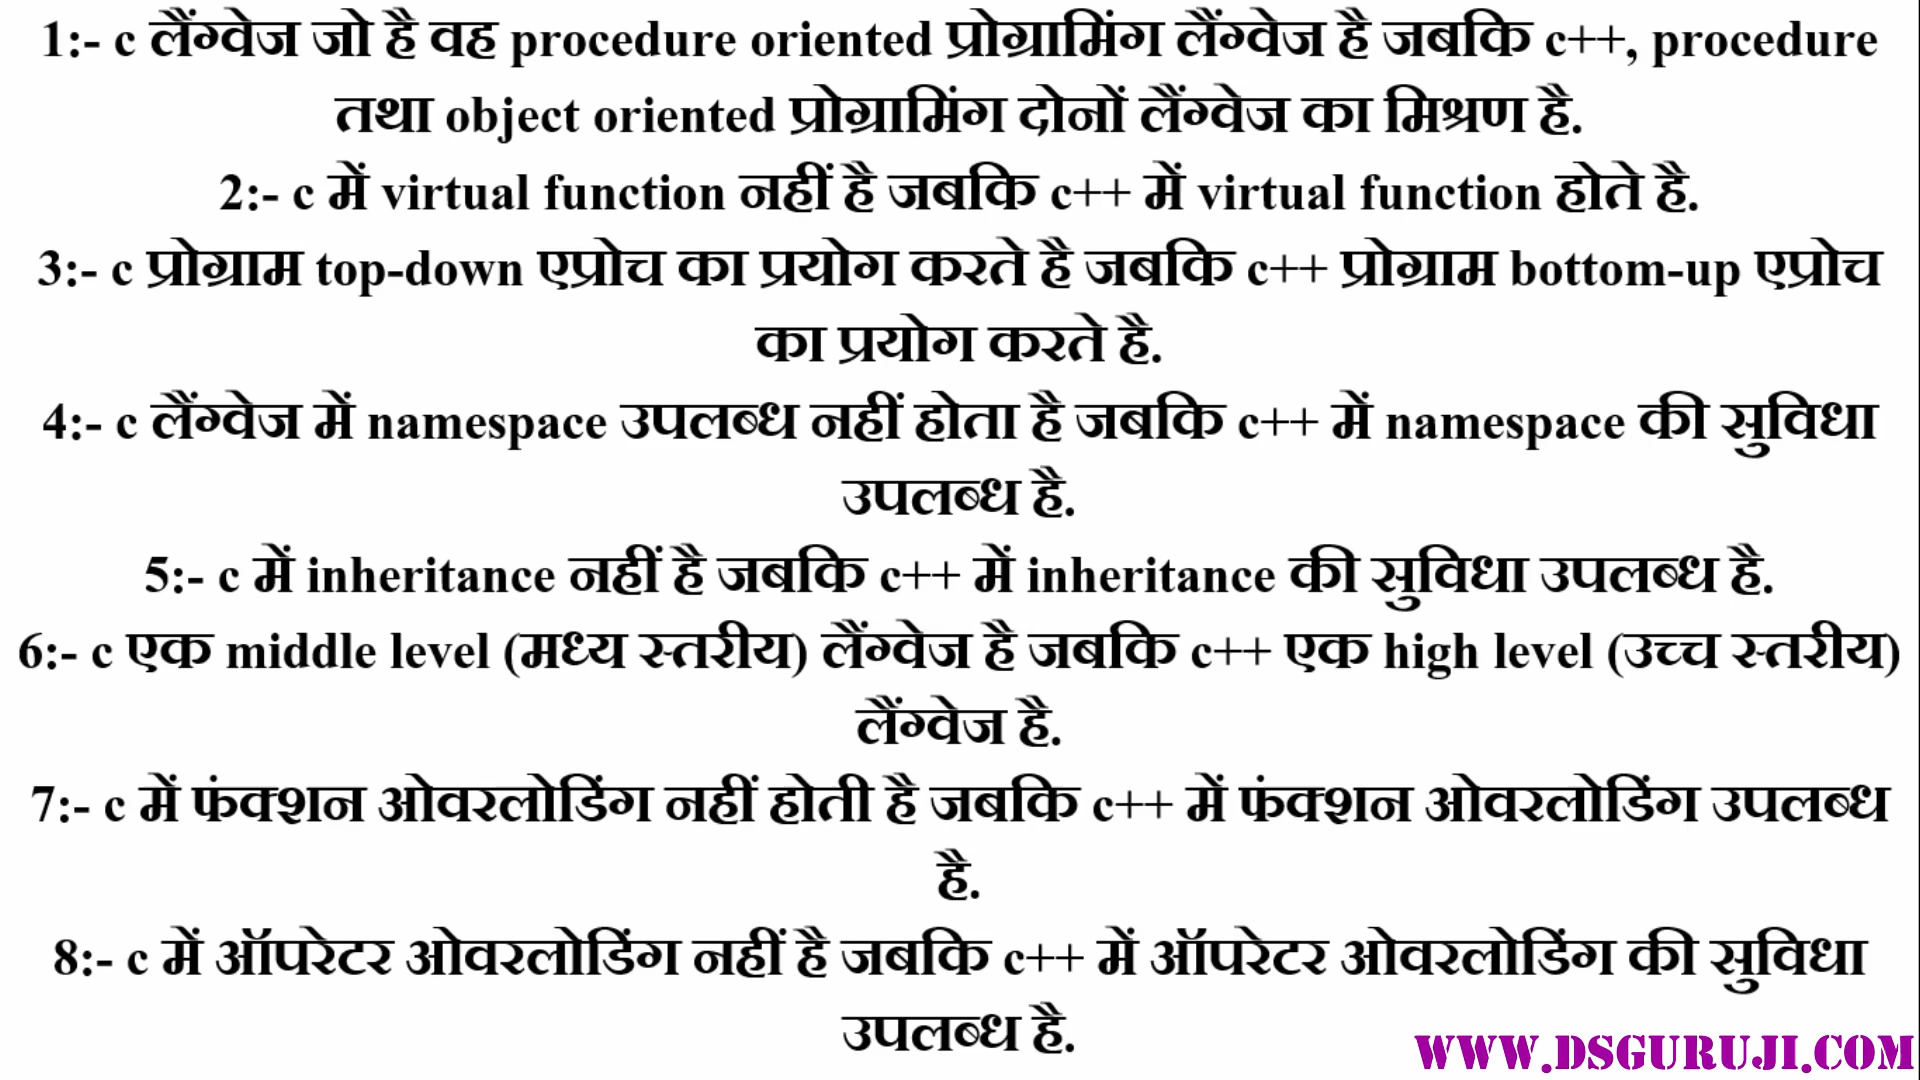 1:- c लैंग्वेज जो है वह procedure oriented प्रोग्रामिंग लैंग्वेज है जबकि c++, procedure
तथा object oriented प्रोग्रामिंग दोनों लैंग्वेज का मिश्रण है.
2:- c में virtual function नहीं है जबकि c++ में virtual function होते है.
3:- c प्रोग्राम top-down एप्रोच का प्रयोग करते है जबकि c++ प्रोग्राम bottom-up एप्रोच
का प्रयोग करते है.
4:- c लैंग्वेज में namespace उपलब्ध नहीं होता है जबकि c++ में namespace की सुविधा
उपलब्ध है.
5:- c में inheritance नहीं है जबकि c++ में inheritance की सुविधा उपलब्ध है.
6:- c एक middle level (मध्य स्तरीय) लैंग्वेज है जबकि c++ एक high level (उच्च स्तरीय)
लैंग्वेज है.
7:- c में फंक्शन ओवरलोडिंग नहीं होती है जबकि c++ में फंक्शन ओवरलोडिंग उपलब्ध
है.
8:- c में ऑपरेटर ओवरलोडिंग नहीं है जबकि c++ में ऑपरेटर ओवरलोडिंग की सुविधा
उपलब्ध है.
WWW.DSGURUJI.COM